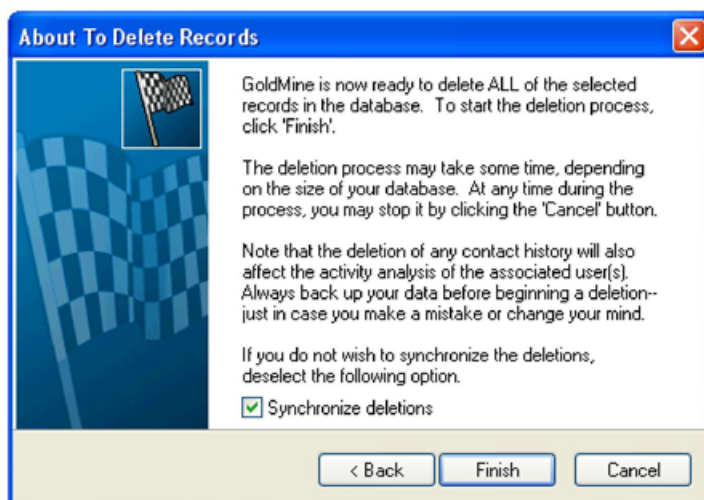 About To Delete Records
GoldMine is now ready to delete ALL of the selected
records in the database. To start the deletion process,
click 'Finish'.
The deletion process may take some time, depending
on the size of your database. At any time during the
process, you may stop it by clicking the 'Cancel' button.
Note that the deletion of any contact history will also
affect the activity analysis of the associated user(s).
Always back up your data before beginning a deletion--
just in case you make a mistake or change your mind.
If you do not wish to synchronize the deletions,
deselect the following option.
Synchronize deletions
< Back Finish Cancel